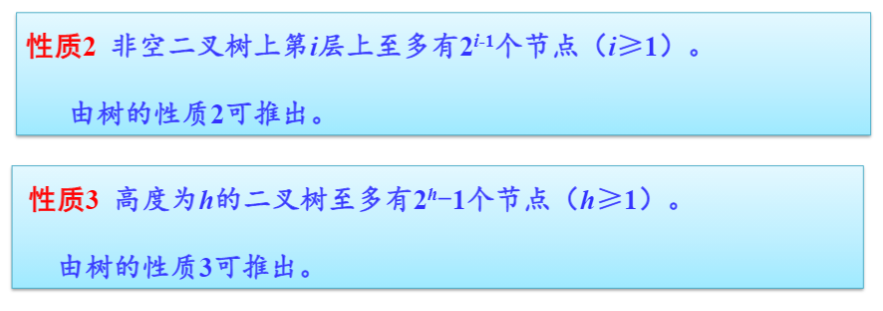 性质2 非空二叉树上第i层上至多有2^{i-1}个节点（i≥1）。
由树的性质2可推出。
性质3 高度为h的二叉树至多有2^h−1个节点（h≥1）。
由树的性质3可推出。